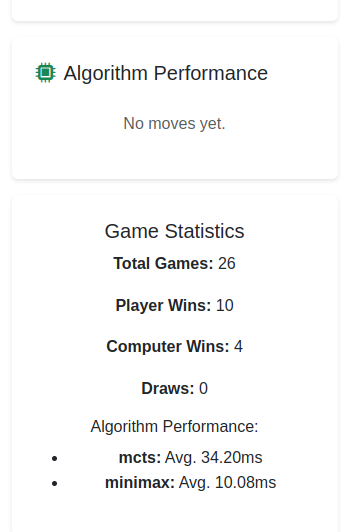 Algorithm Performance
No moves yet.
Game Statistics
Total Games: 26
Player Wins: 10
Computer Wins: 4
Draws: 0
Algorithm Performance:
mcts: Avg. 34.20ms
minimax: Avg. 10.08ms